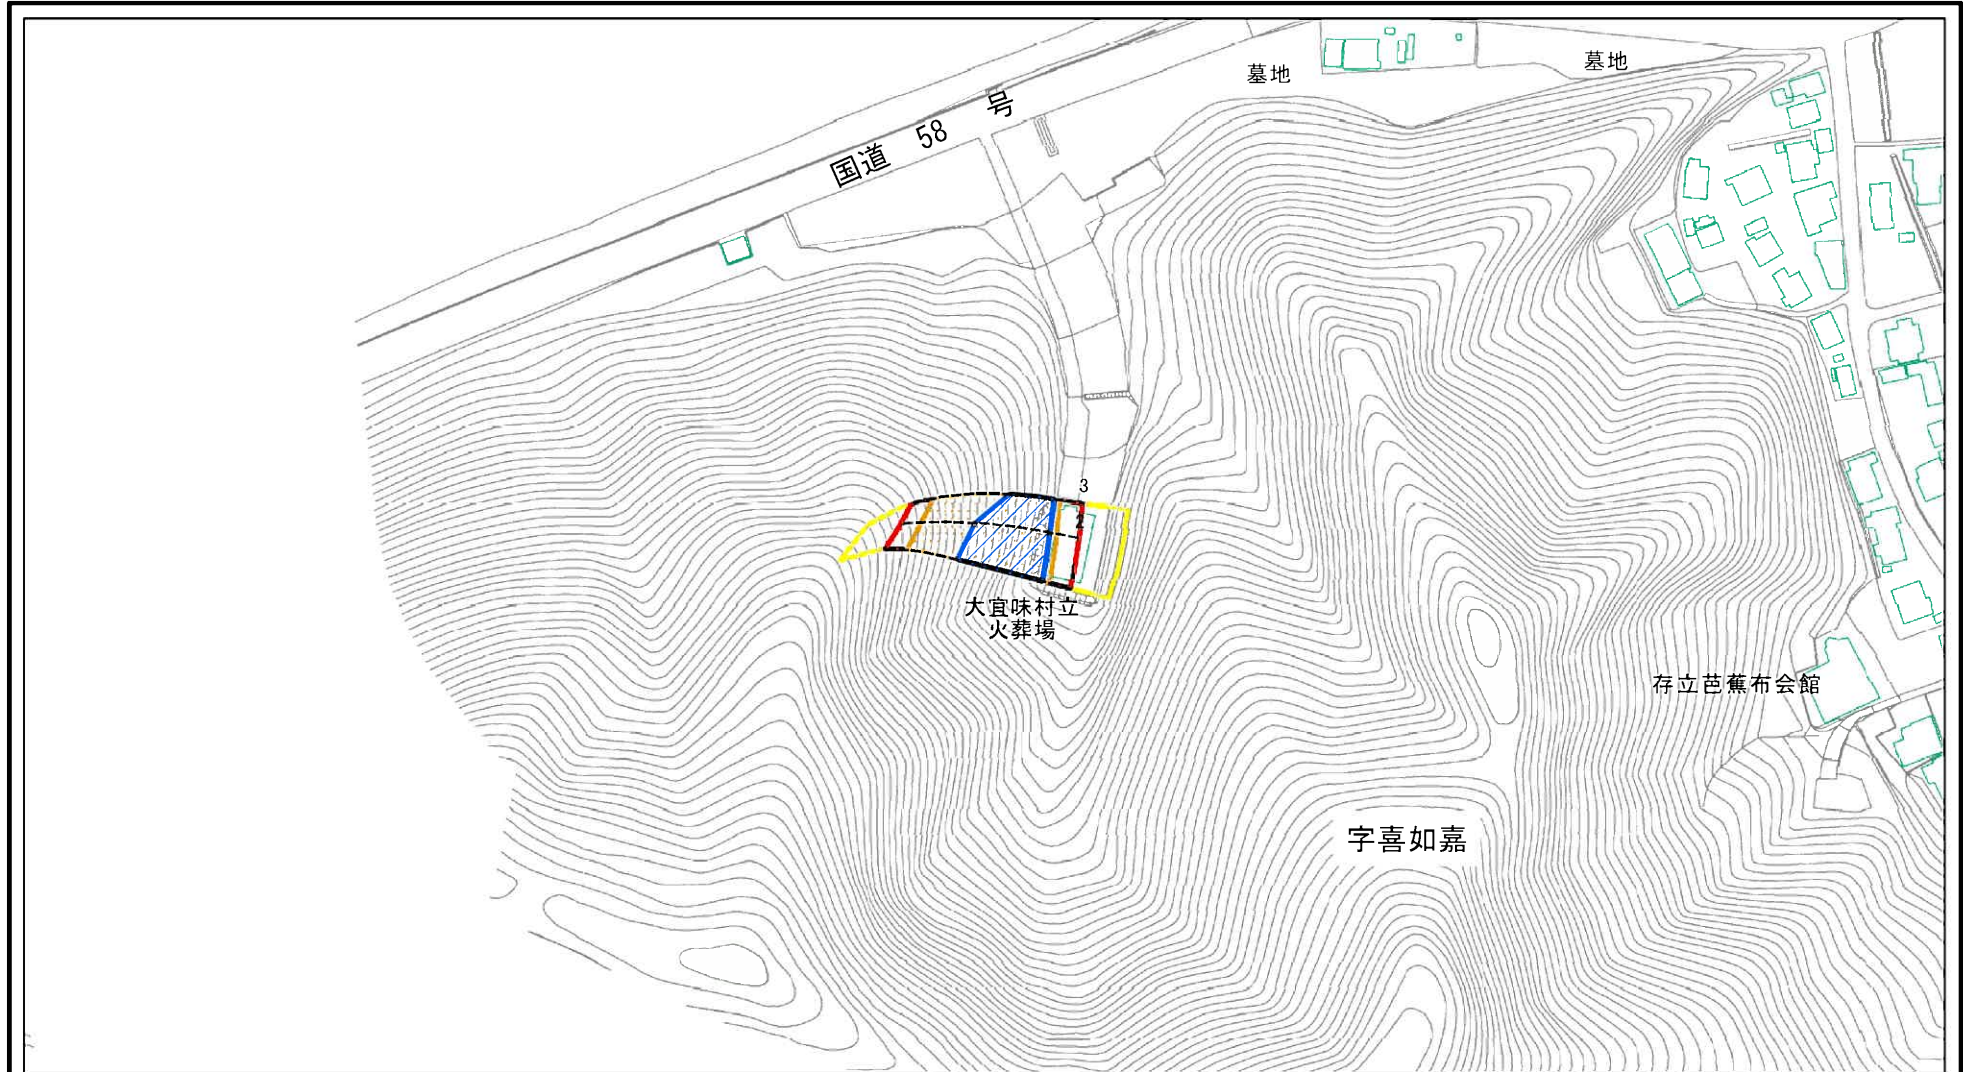 墓地
墓地
国道 58 号
3
2
大宜味村立
火葬場
存立芭蕉布会館
字喜如嘉